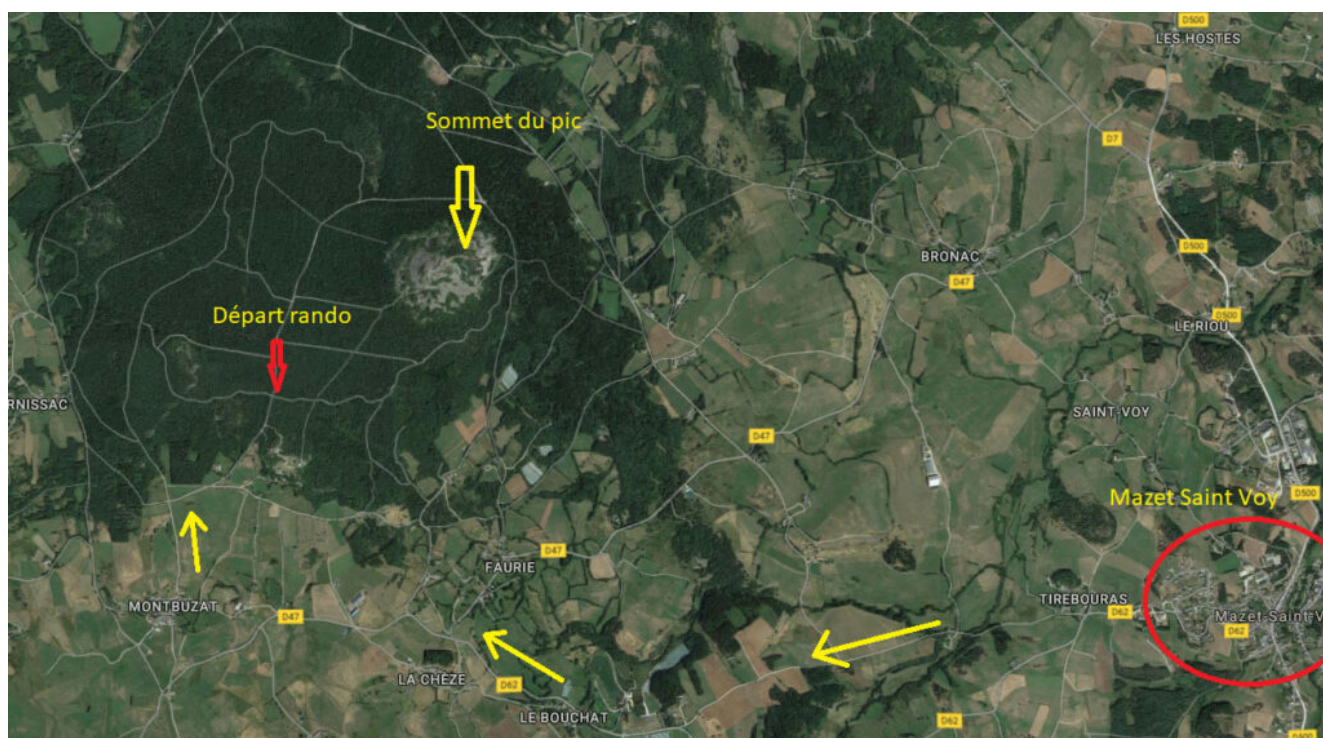 D500
LES HOSTES
Sommet du pic
D7
D500
BRONAC
D47
Départ rando
D500
LE RIOU
RNISSAC
SAINT-VOY
D47
Mazet Saint Voy
D500
D47
FAURIE
MONTBUZAT
D47
TIREBOURAS
D62
Mazet-Saint-V
D62
LA CHÈZE
D62
LE BOUCHAT
D62
D500